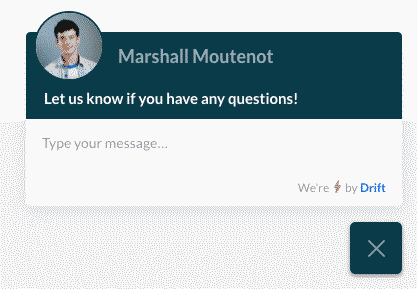 Marshall Moutenot
Let us know if you have any questions!
Type your message...
We're by Drift